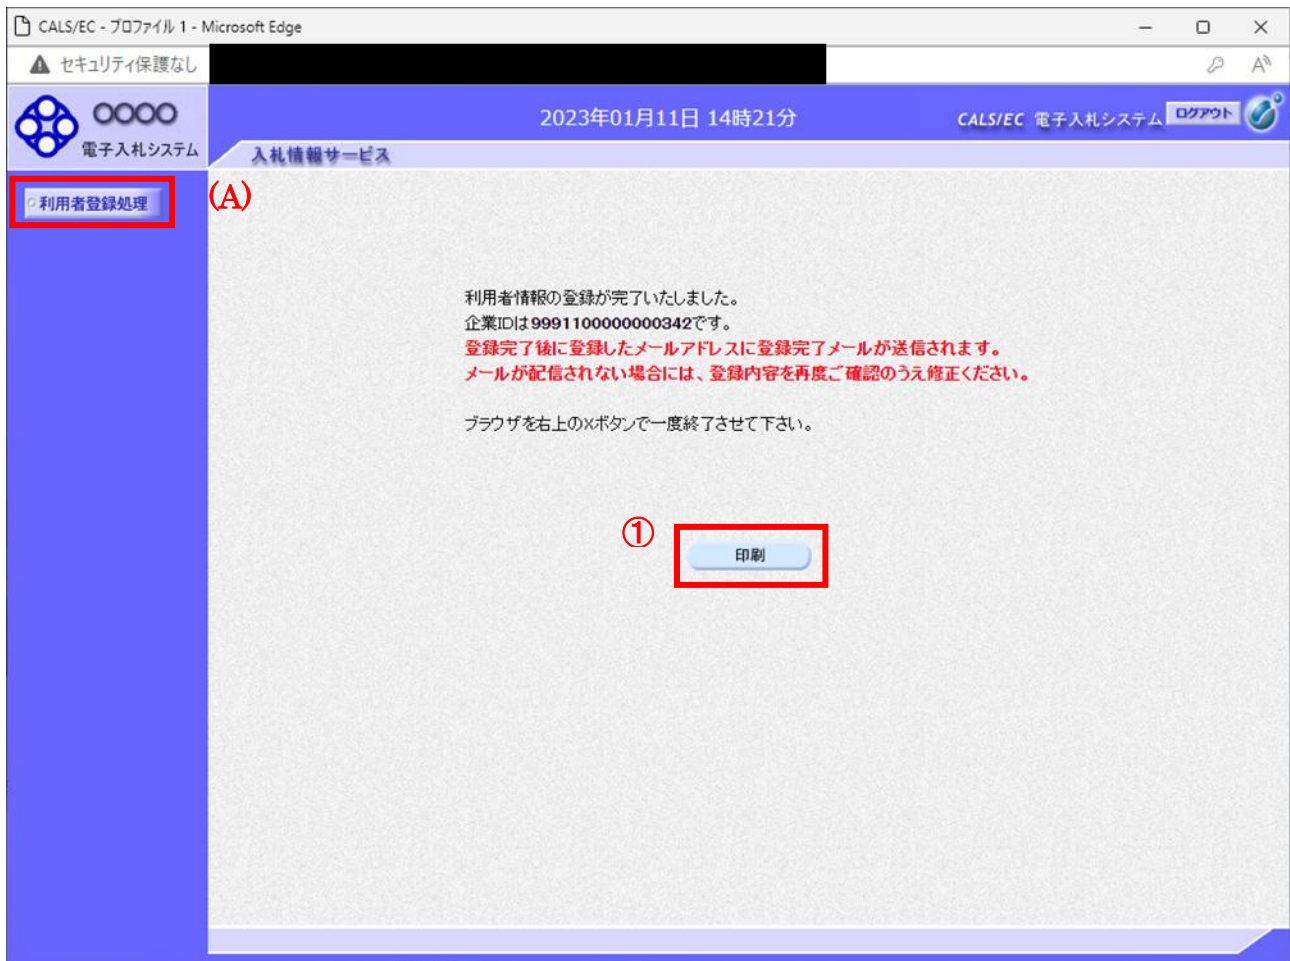 CALS/EC - プロファイル 1 - Microsoft Edge
セキュリティ保護なし
〇〇〇〇
電子入札システム
2023年01月11日 14時21分
CALS/EC 電子入札システム
ログアウト
入札情報サービス
利用者登録処理
(A)
利用者情報の登録が完了いたしました。
企業IDは9991100000000342です。
登録完了後に登録したメールアドレスに登録完了メールが送信されます。
メールが配信されない場合には、登録内容を再度ご確認のうえ修正ください。
ブラウザを右上の×ボタンで一度終了させて下さい。
①
印刷